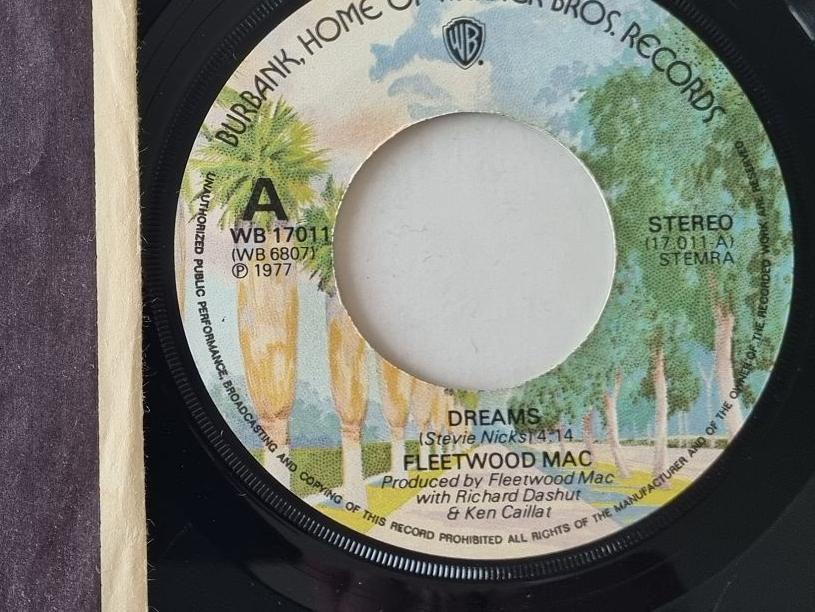 BURBANK, HOME OF WARNER BROS. RECORDS
WB
A
WB 17011
(WB 6807)
℗ 1977
STEREO
(17.011-A)
STEMRA
DREAMS
(Stevie Nicks) 4:14
FLEETWOOD MAC
Produced by Fleetwood Mac
with Richard Dashut
& Ken Caillat
UNAUTHORIZED PUBLIC PERFORMANCE, BROADCASTING AND COPYING OF THIS RECORD PROHIBITED ALL RIGHTS OF THE MANUFACTURER AND OF THE OWNER OF THE RECORDED WORK ARE RESERVED